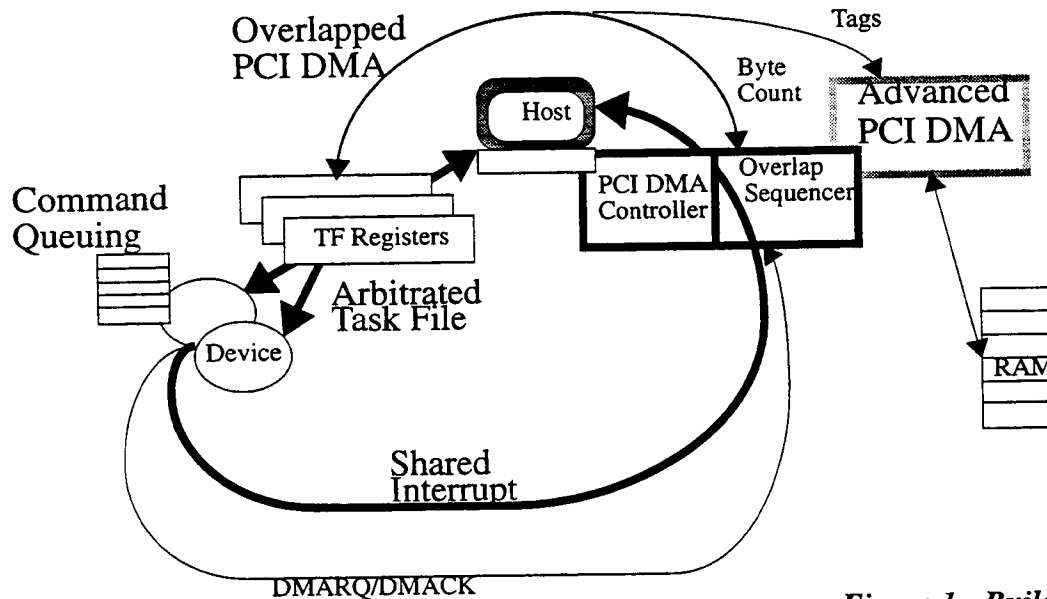 Tags
Overlapped
PCI DMA
Byte
Count
Host
Advanced
PCI DMA
PCI DMA
Controller
Overlap
Sequencer
Command
Queuing
TF Registers
Arbitrated
Task File
Device
RAM
Shared
Interrupt
DMARQ/DMACK